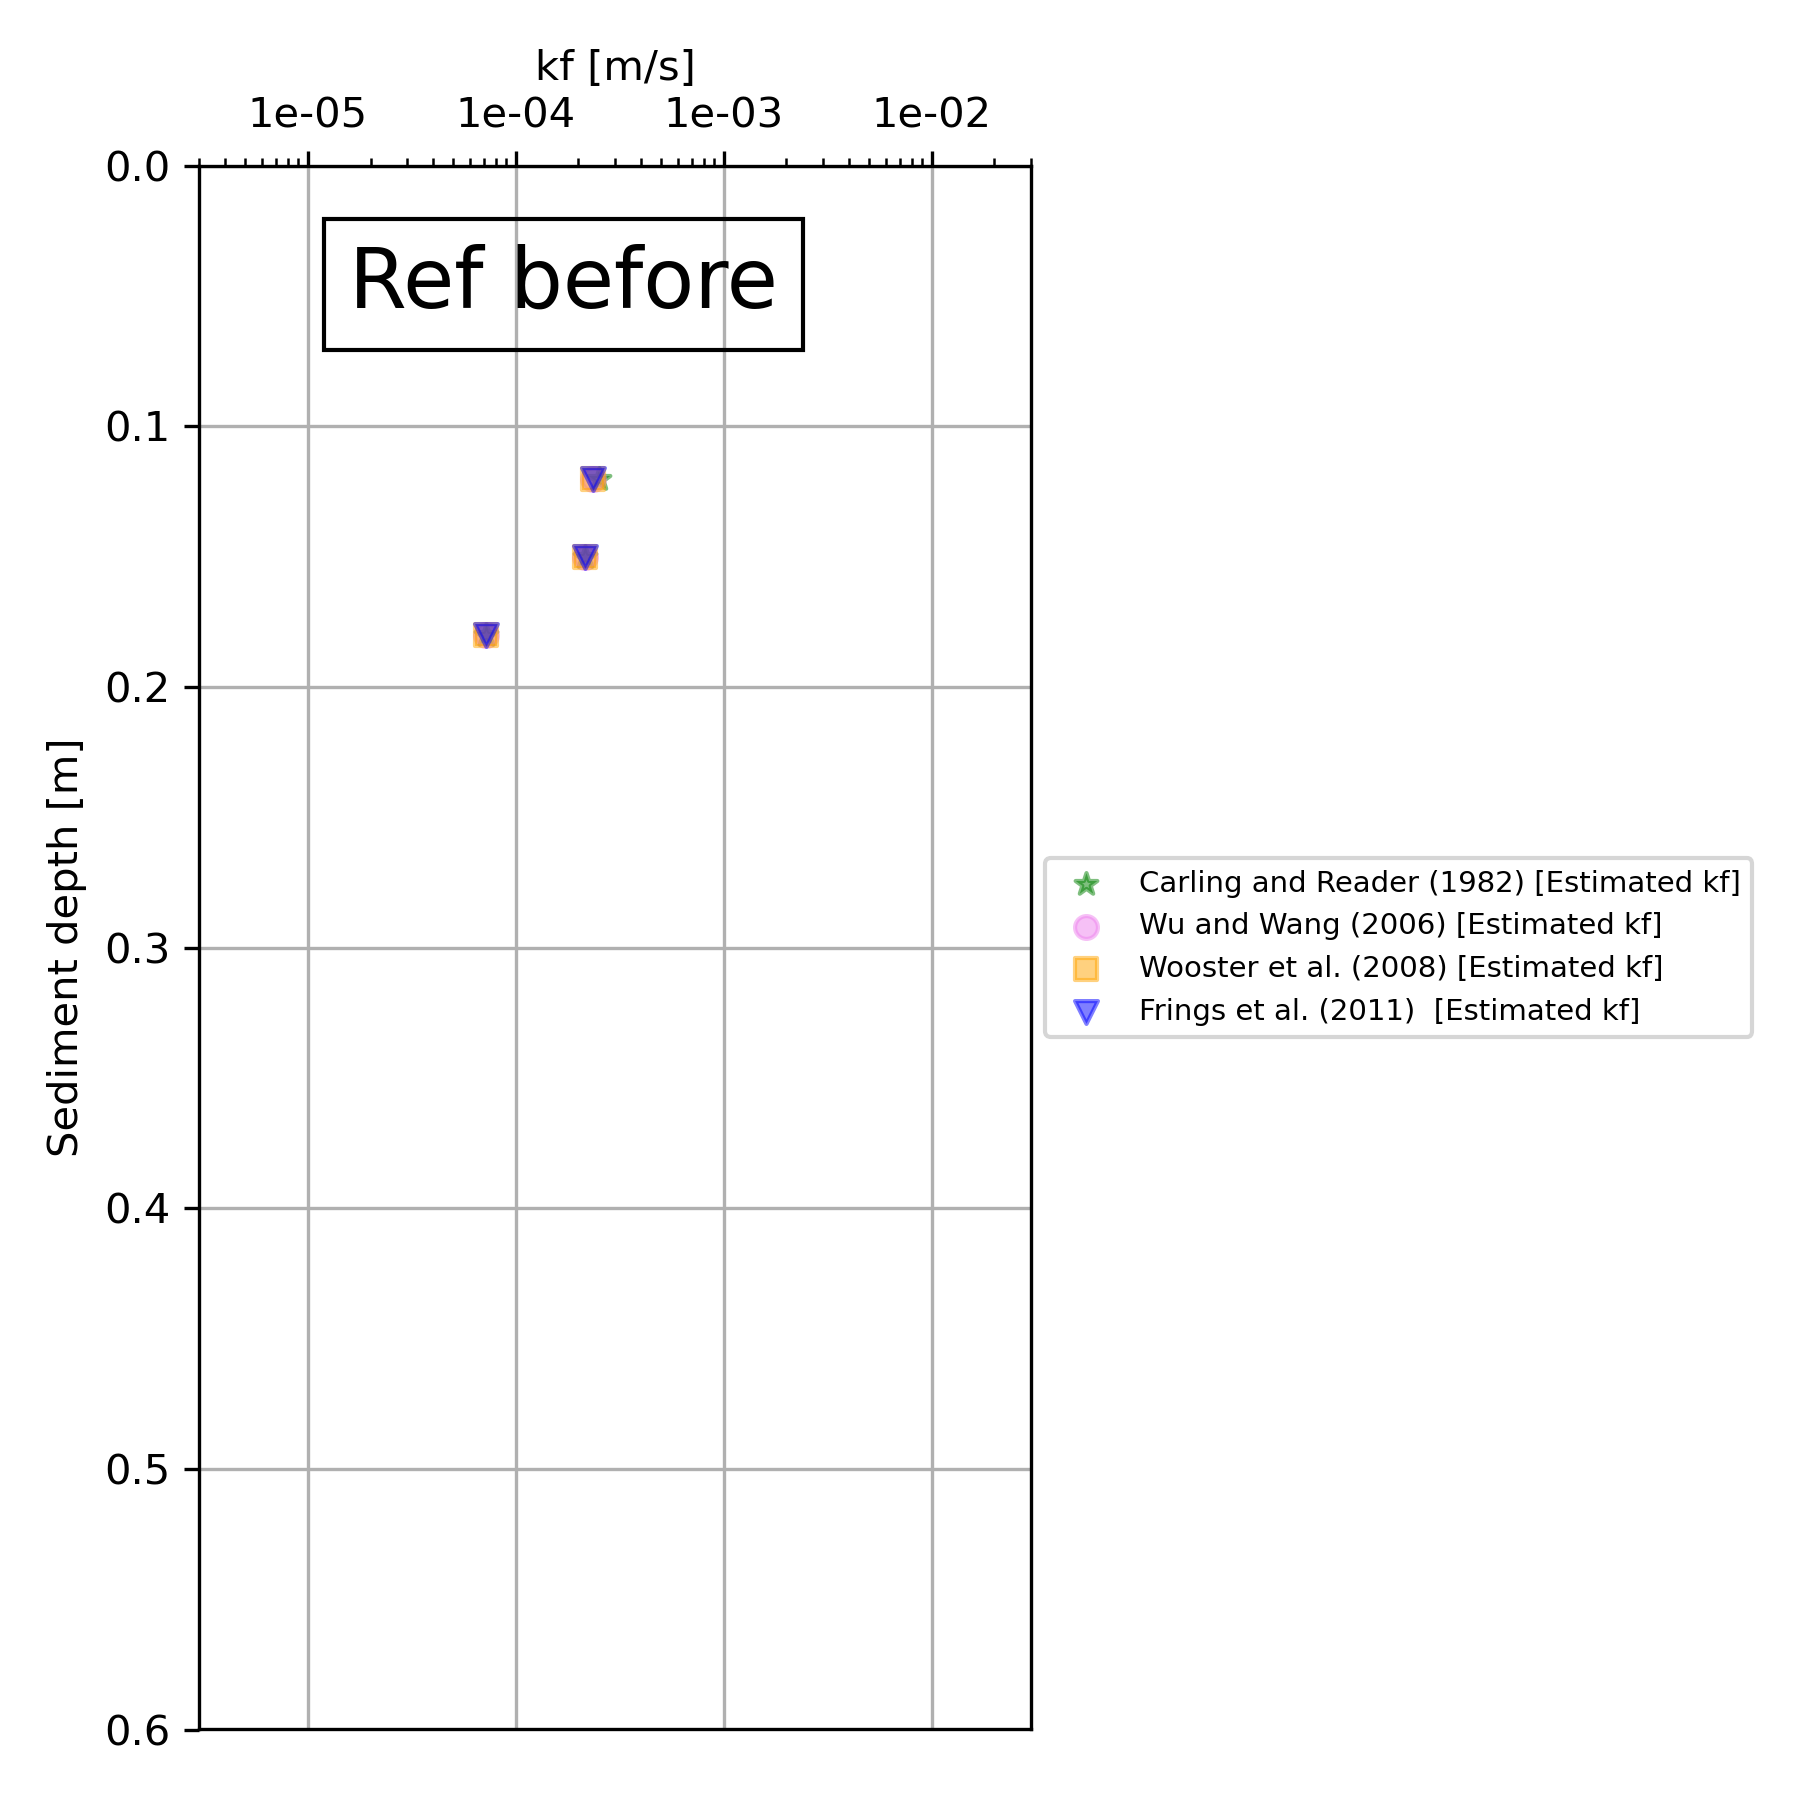 kf [m/s]
1e-05 1e-04 1e-03 1e-02
0.0
Ref before
0.1
0.2
0.3
0.4
0.5
0.6
Sediment depth [m]
Carling and Reader (1982) [Estimated kf]
Wu and Wang (2006) [Estimated kf]
Wooster et al. (2008) [Estimated kf]
Frings et al. (2011)  [Estimated kf]